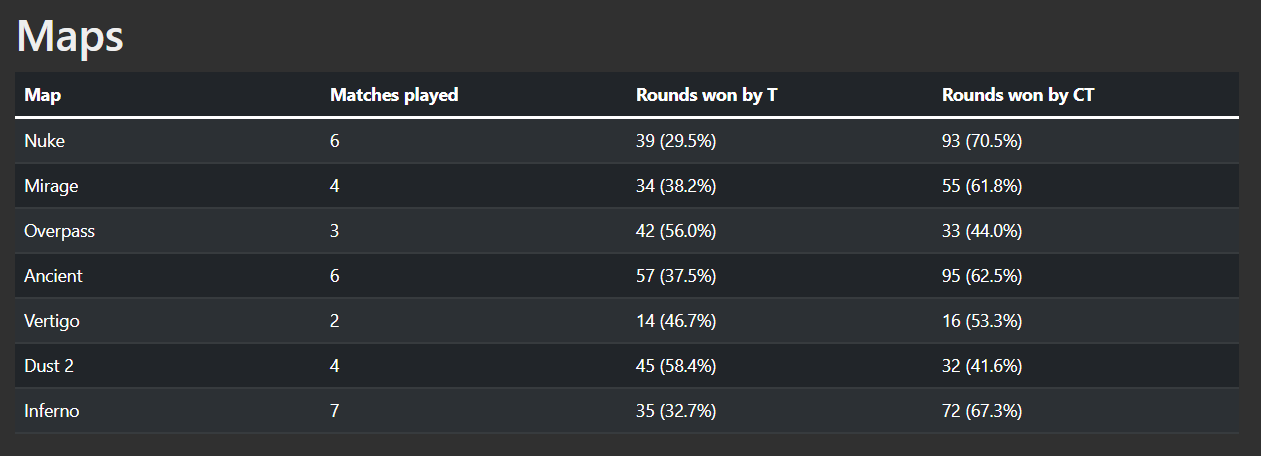 Maps
Map Matches played Rounds won by T Rounds won by CT
Nuke 6 39 (29.5%) 93 (70.5%)
Mirage 4 34 (38.2%) 55 (61.8%)
Overpass 3 42 (56.0%) 33 (44.0%)
Ancient 6 57 (37.5%) 95 (62.5%)
Vertigo 2 14 (46.7%) 16 (53.3%)
Dust 2 4 45 (58.4%) 32 (41.6%)
Inferno 7 35 (32.7%) 72 (67.3%)